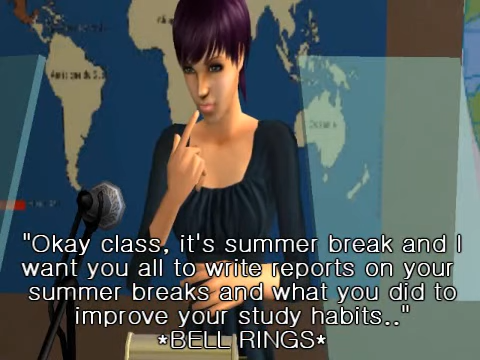 "Okay class, it's summer break and I
want you all to write reports on your
summer breaks and what you did to
improve your study habits.."
*BELL RINGS*